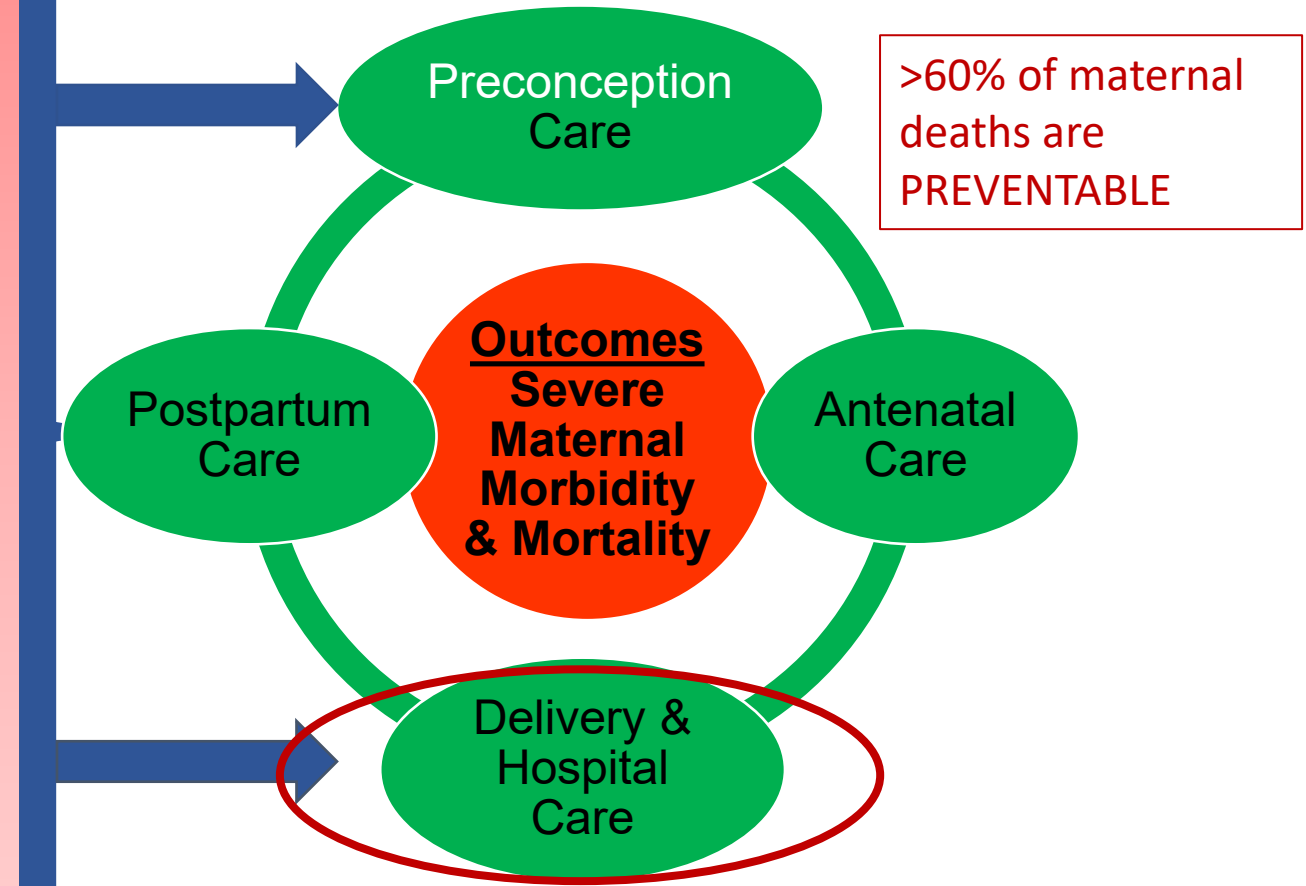 Preconception
Care
>60% of maternal
deaths are
PREVENTABLE
Outcomes
Severe
Maternal
Morbidity
& Mortality
Postpartum
Care
Antenatal
Care
Delivery &
Hospital
Care